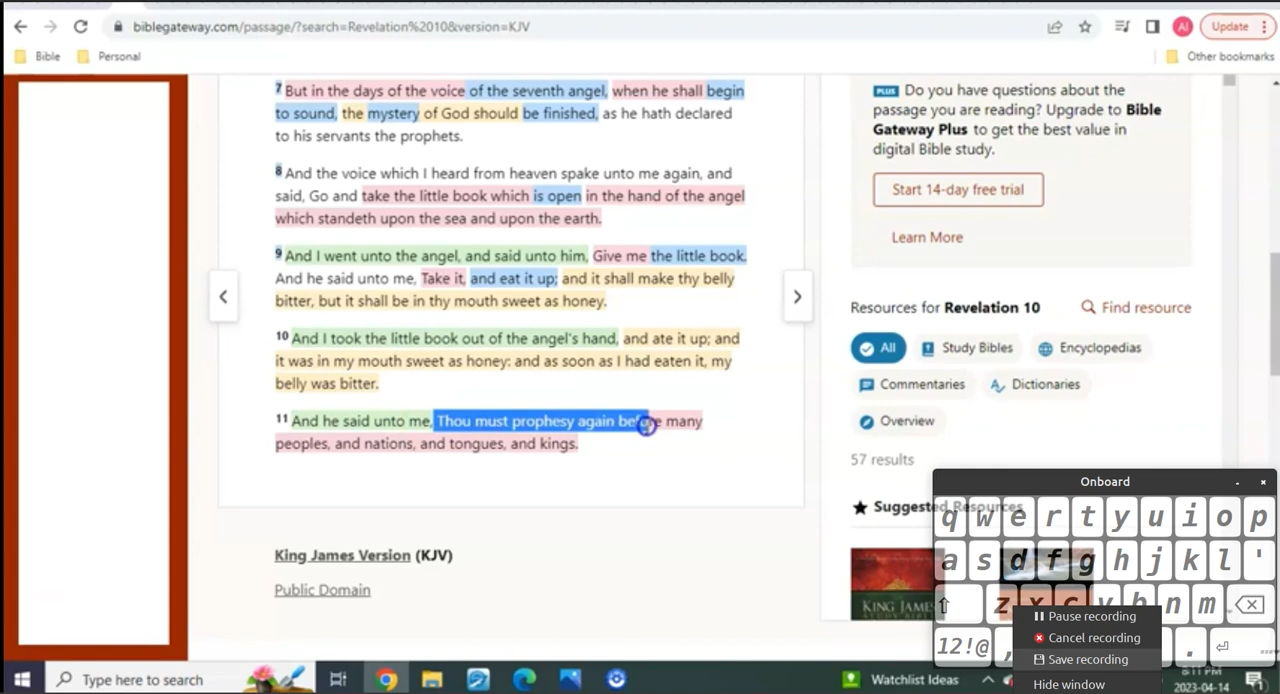 biblegateway.com/passage/?search=Revelation%2010&version=KJV
AI
Update
Bible
Personal
Other bookmarks
7 But in the days of the voice of the seventh angel, when he shall begin
to sound, the mystery of God should be finished, as he hath declared
to his servants the prophets.
8 And the voice which I heard from heaven spake unto me again, and
said, Go and take the little book which is open in the hand of the angel
which standeth upon the sea and upon the earth.
9 And I went unto the angel, and said unto him, Give me the little book.
And he said unto me, Take it, and eat it up; and it shall make thy belly
bitter, but it shall be in thy mouth sweet as honey.
10 And I took the little book out of the angel's hand, and ate it up; and
it was in my mouth sweet as honey: and as soon as I had eaten it, my
belly was bitter.
11 And he said unto me, Thou must prophesy again before many
peoples, and nations, and tongues, and kings.
King James Version (KJV)
Public Domain
PLUS Do you have questions about the
passage you are reading? Upgrade to Bible
Gateway Plus to get the best value in
digital Bible study.
Start 14-day free trial
Learn More
Resources for Revelation 10
Find resource
All
Study Bibles
Encyclopedias
Commentaries
Dictionaries
Overview
57 results
Suggested Resources
KING JAMES
Onboard
q w e r t y u i o p
a s d f g h j k l '
z x c v b n m
12!@ , .
Pause recording
Cancel recording
Save recording
Hide window
Type here to search
Watchlist Ideas
8:11 PM
2023-04-14